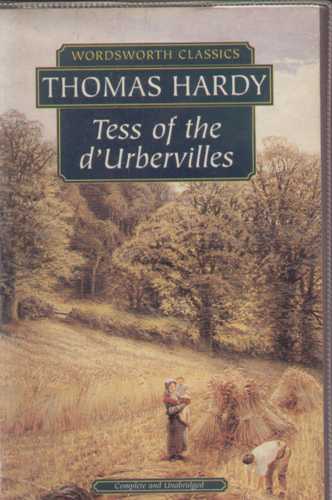 WORDSWORTH CLASSICS
THOMAS HARDY
Tess of the
d'Urbervilles
Complete and Unabridged